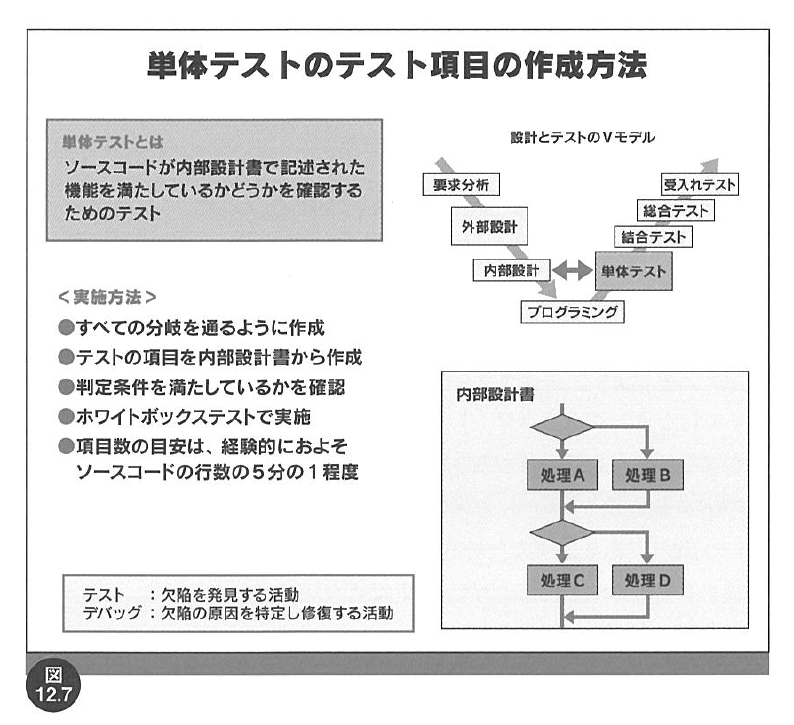 単体テストのテスト項目の作成方法
単体テストとは
ソースコードが内部設計書で記述された
機能を満たしているかどうかを確認する
ためのテスト
<実施方法>
●すべての分岐を通るように作成
●テストの項目を内部設計書から作成
●判定条件を満たしているかを確認
●ホワイトボックステストで実施
●項目数の目安は、経験的におよそ
ソースコードの行数の5分の1程度
テスト　：欠陥を発見する活動
デバッグ：欠陥の原因を特定し修復する活動
設計とテストのVモデル
要求分析
外部設計
内部設計
プログラミング
単体テスト
結合テスト
総合テスト
受入れテスト
内部設計書
処理A
処理B
処理C
処理D
図
12.7